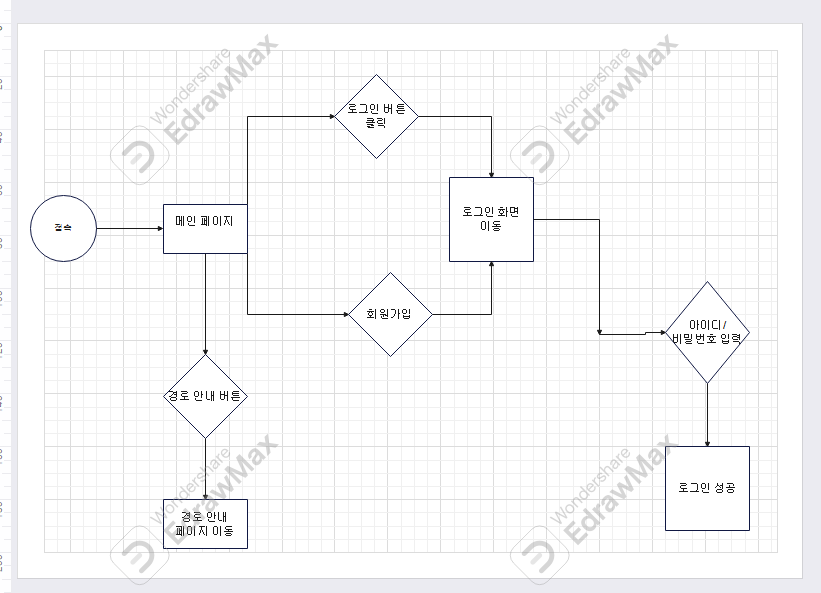 로그인 버튼
클릭
접속
메인 페이지
로그인 화면
이동
회원가입
아이디/
비밀번호 입력
경로 안내 버튼
로그인 성공
경로 안내
페이지 이동
Wondershare
EdrawMax
Wondershare
EdrawMax
Wondershare
EdrawMax
Wondershare
EdrawMax